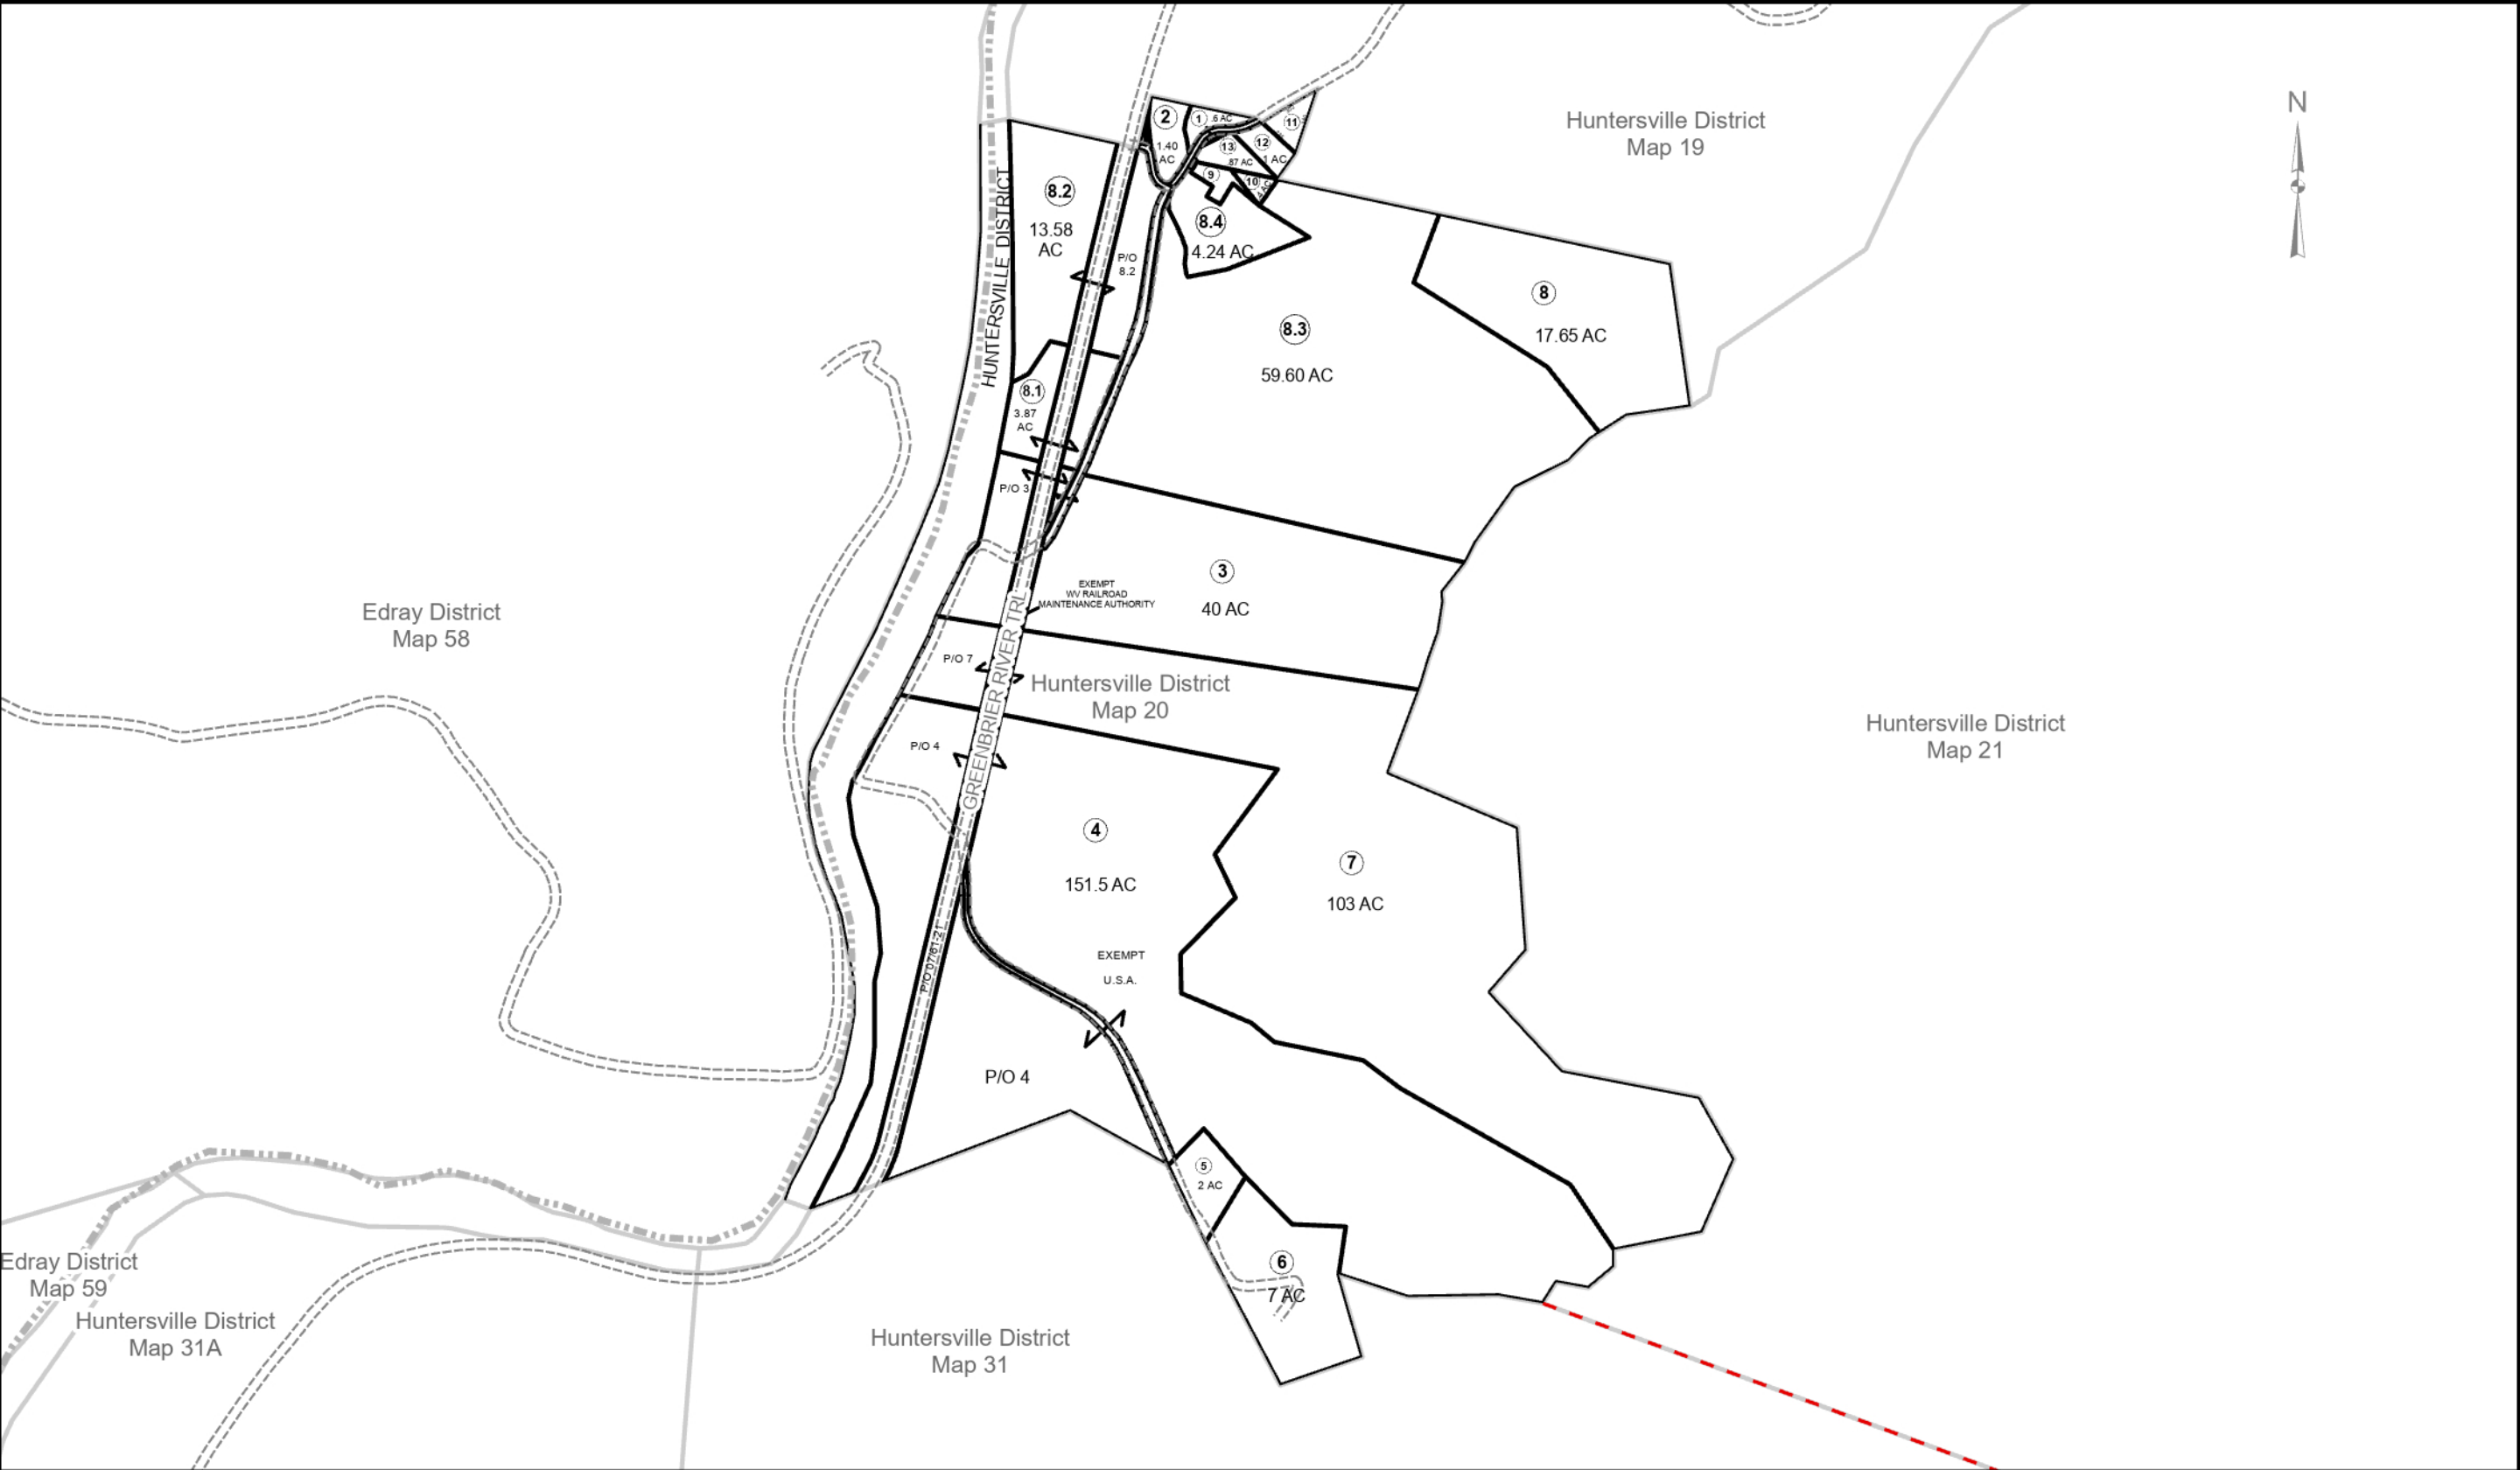 N
Huntersville District
Map 19
2
1.40
AC
1
.6 AC
11
12
1 AC
13
.87 AC
9
10
8.2
13.58
AC
HUNTERSVILLE DISTRICT
P/O
8.2
8.4
4.24 AC
8
17.65 AC
8.3
59.60 AC
8.1
3.87
AC
P/O 3
EXEMPT
WV RAILROAD
MAINTENANCE AUTHORITY
3
40 AC
Edray District
Map 58
P/O 7
GREENBRIER RIVER TRL
Huntersville District
Map 20
Huntersville District
Map 21
P/O 4
4
151.5 AC
7
103 AC
EXEMPT
U.S.A.
P/O 07/61-21
P/O 4
5
2 AC
6
7 AC
Edray District
Map 59
Huntersville District
Map 31A
Huntersville District
Map 31